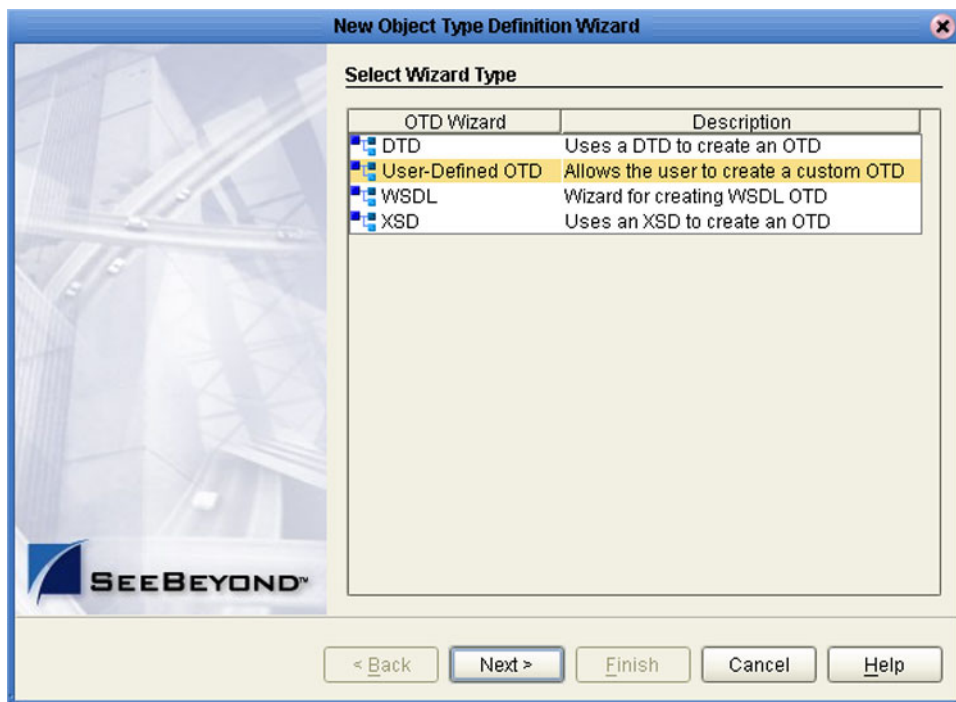 New Object Type Definition Wizard
Select Wizard Type
OTD Wizard Description
DTD Uses a DTD to create an OTD
User-Defined OTD Allows the user to create a custom OTD
WSDL Wizard for creating WSDL OTD
XSD Uses an XSD to create an OTD
SEEBEYOND™
< Back Next > Finish Cancel Help